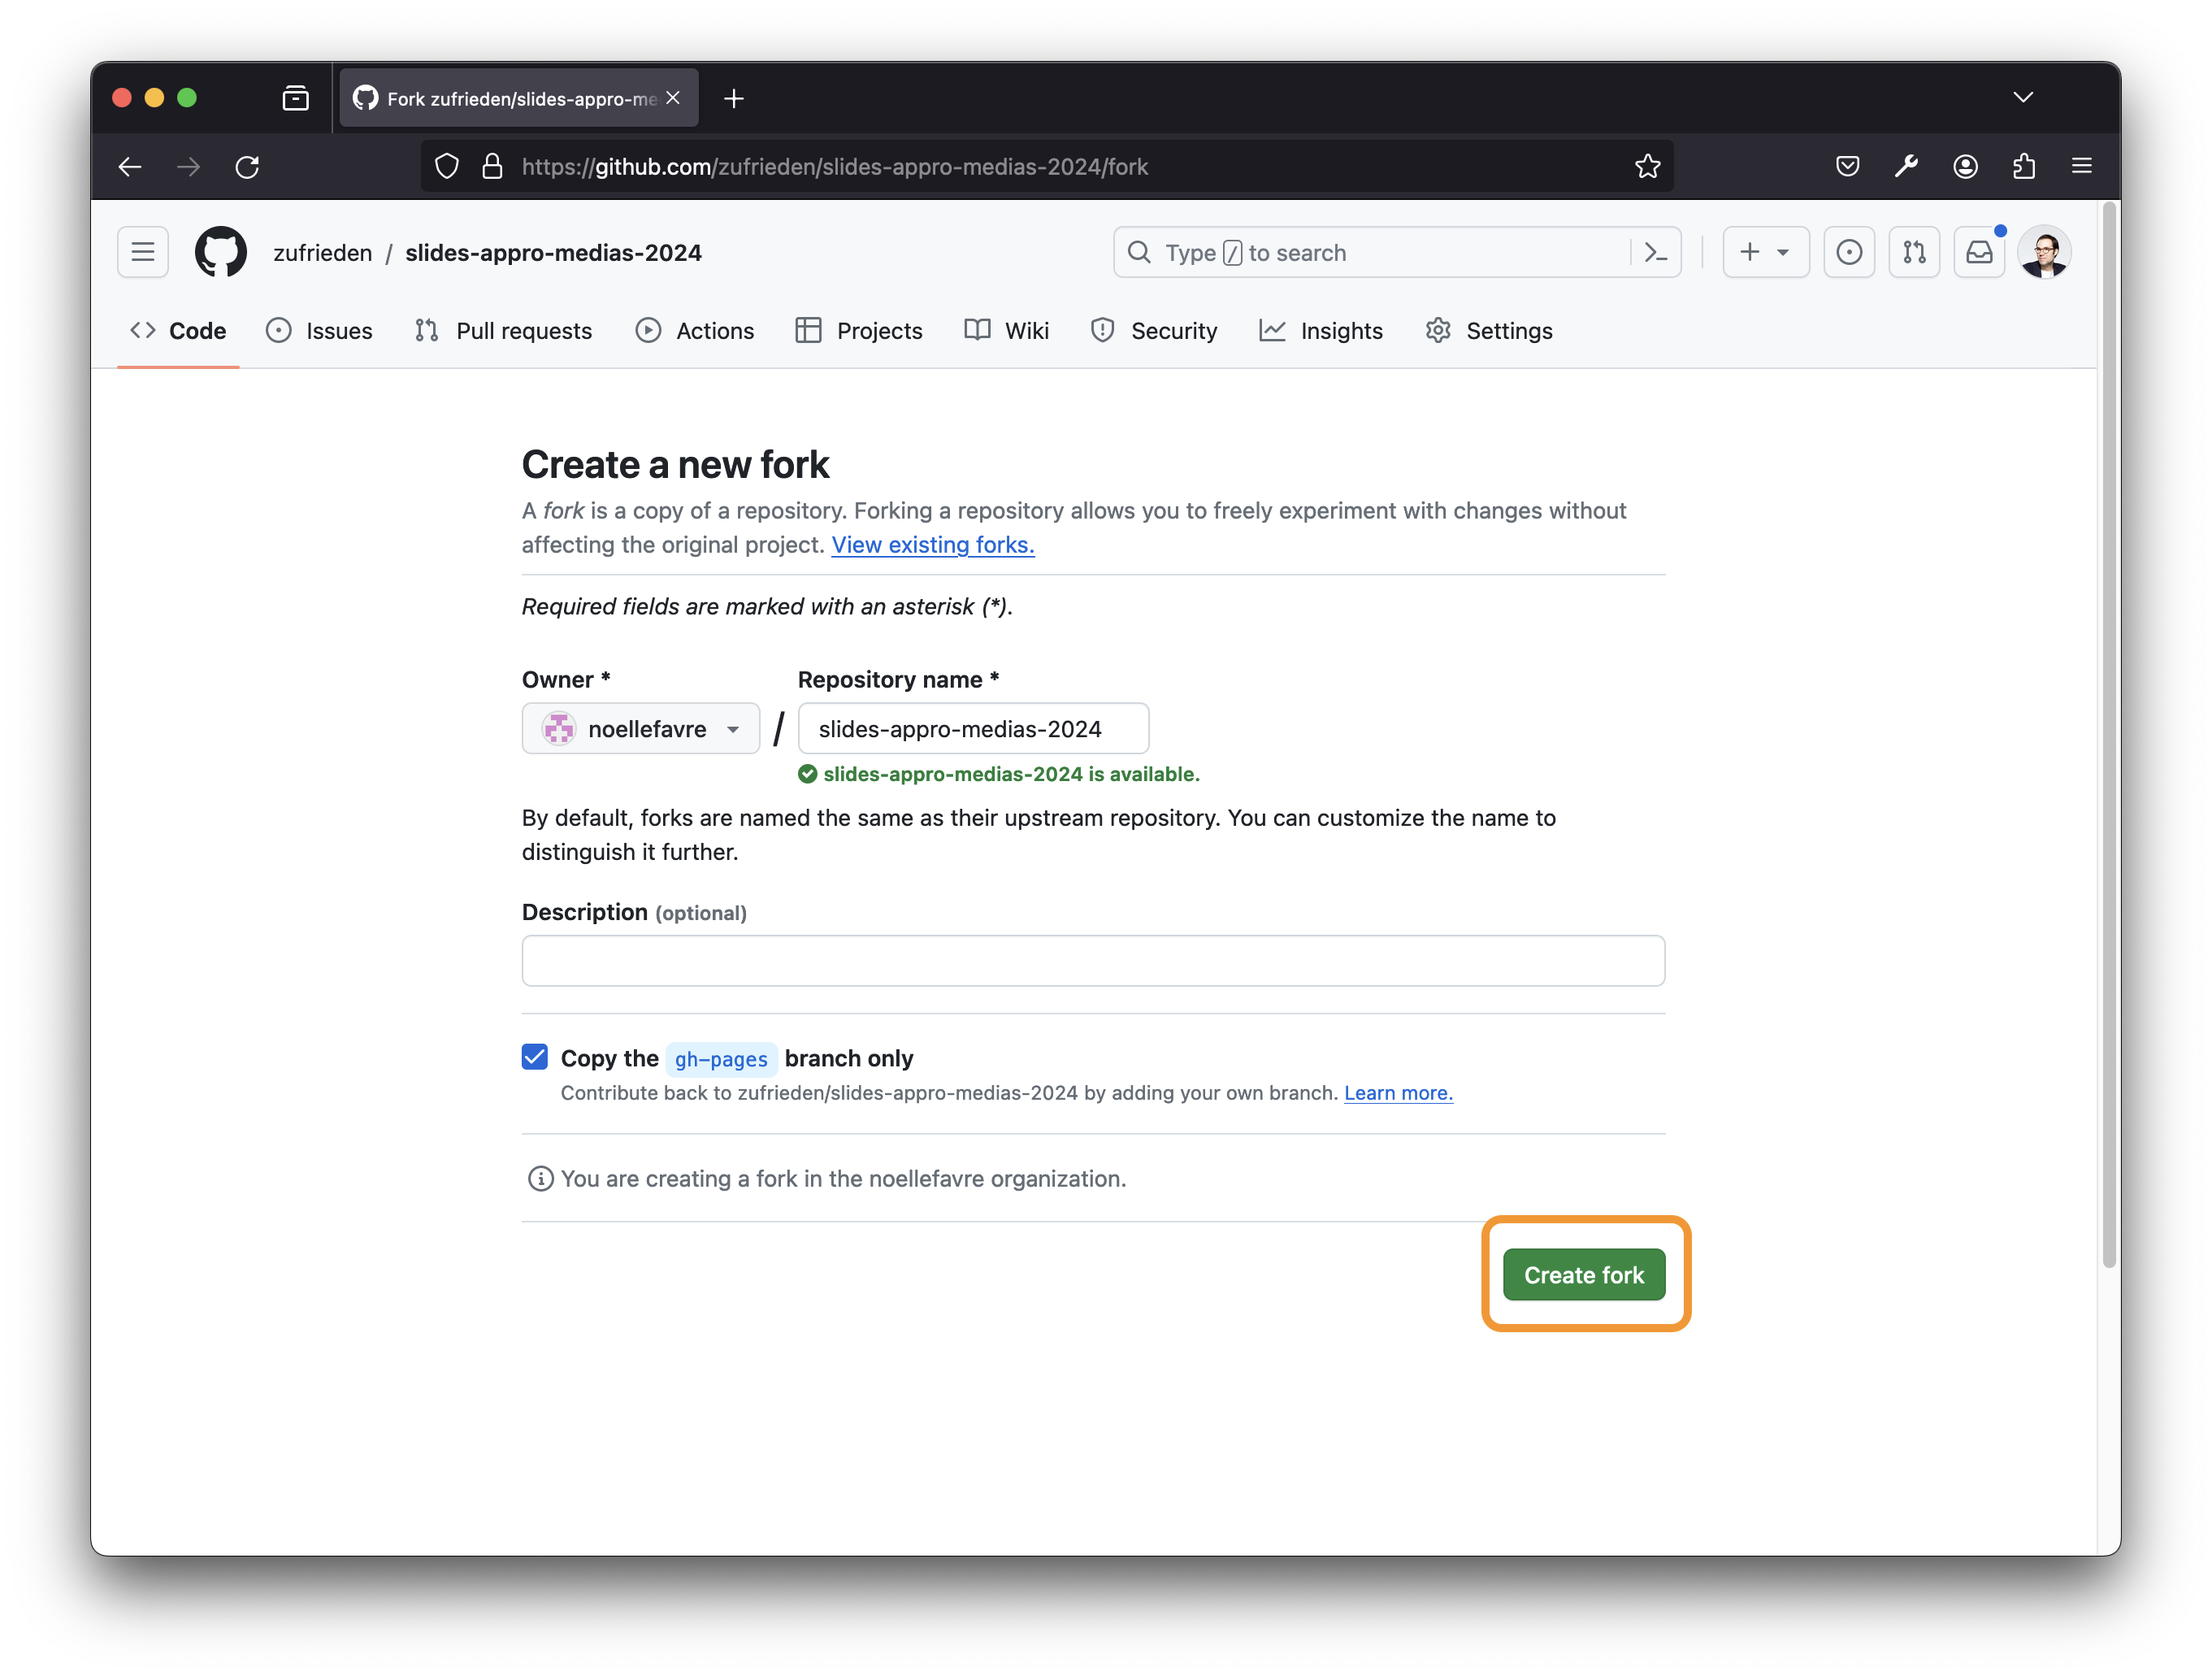 Fork zufrieden/slides-appro-me
https://github.com/zufrieden/slides-appro-medias-2024/fork
zufrieden / slides-appro-medias-2024
Type / to search
Code Issues Pull requests Actions Projects Wiki Security Insights Settings
Create a new fork
A fork is a copy of a repository. Forking a repository allows you to freely experiment with changes without
affecting the original project. View existing forks.
Required fields are marked with an asterisk (*).
Owner * Repository name *
noellefavre / slides-appro-medias-2024
slides-appro-medias-2024 is available.
By default, forks are named the same as their upstream repository. You can customize the name to
distinguish it further.
Description (optional)
Copy the gh-pages branch only
Contribute back to zufrieden/slides-appro-medias-2024 by adding your own branch. Learn more.
You are creating a fork in the noellefavre organization.
Create fork